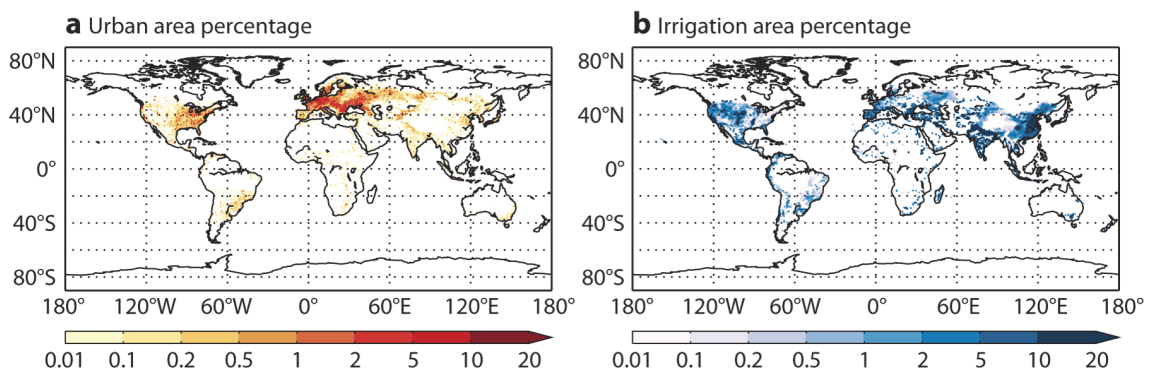 a Urban area percentage
80°N
40°N
0°
40°S
80°S
180° 120°W 60°W 0° 60°E 120°E 180°
0.01 0.1 0.2 0.5 1 2 5 10 20
b Irrigation area percentage
80°N
40°N
0°
40°S
80°S
180° 120°W 60°W 0° 60°E 120°E 180°
0.01 0.1 0.2 0.5 1 2 5 10 20